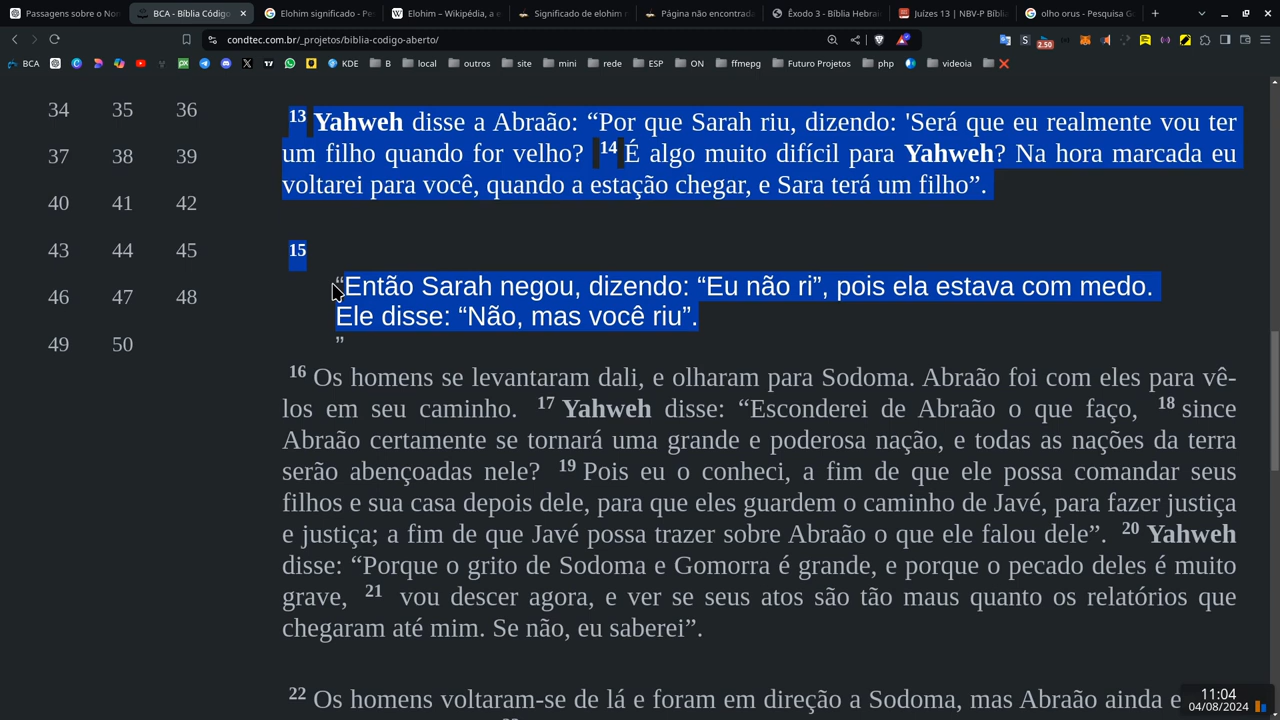 Passagens sobre o Nom
BCA - Bíblia Código
Elohim significado - Pes
Elohim – Wikipédia, a e
Significado de elohim
Página não encontrada
Êxodo 3 - Bíblia Hebrai
Juízes 13 | NBV-P Bíblia
olho orus - Pesquisa G
condtec.com.br/_projetos/biblia-codigo-aberto/
2.50
BCA
KDE
B
local
outros
site
mini
rede
ESP
ON
ffmepg
Futuro Projetos
php
videoia
34 35 36
37 38 39
40 41 42
43 44 45
46 47 48
49 50
13 Yahweh disse a Abraão: “Por que Sarah riu, dizendo: 'Será que eu realmente vou ter
um filho quando for velho? 14 É algo muito difícil para Yahweh? Na hora marcada eu
voltarei para você, quando a estação chegar, e Sara terá um filho”.
15
“Então Sarah negou, dizendo: “Eu não ri”, pois ela estava com medo.
Ele disse: “Não, mas você riu”.
”
16 Os homens se levantaram dali, e olharam para Sodoma. Abraão foi com eles para vê-
los em seu caminho. 17 Yahweh disse: “Esconderei de Abraão o que faço, 18 since
Abraão certamente se tornará uma grande e poderosa nação, e todas as nações da terra
serão abençoadas nele? 19 Pois eu o conheci, a fim de que ele possa comandar seus
filhos e sua casa depois dele, para que eles guardem o caminho de Javé, para fazer justiça
e justiça; a fim de que Javé possa trazer sobre Abraão o que ele falou dele”. 20 Yahweh
disse: “Porque o grito de Sodoma e Gomorra é grande, e porque o pecado deles é muito
grave, 21 vou descer agora, e ver se seus atos são tão maus quanto os relatórios que
chegaram até mim. Se não, eu saberei”.
22 Os homens voltaram-se de lá e foram em direção a Sodoma, mas Abraão ainda e
11:04
04/08/2024